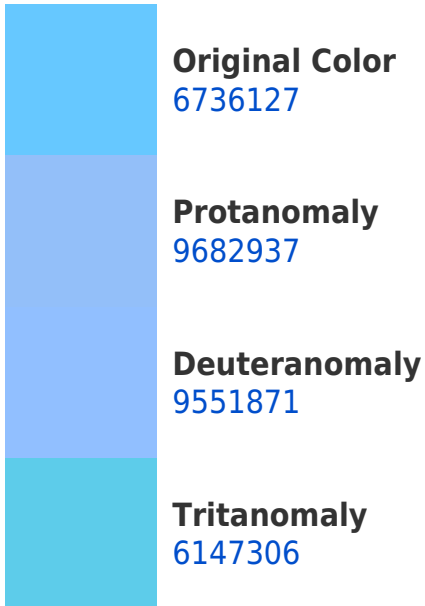 Original Color
6736127
Protanomaly
9682937
Deuteranomaly
9551871
Tritanomaly
6147306